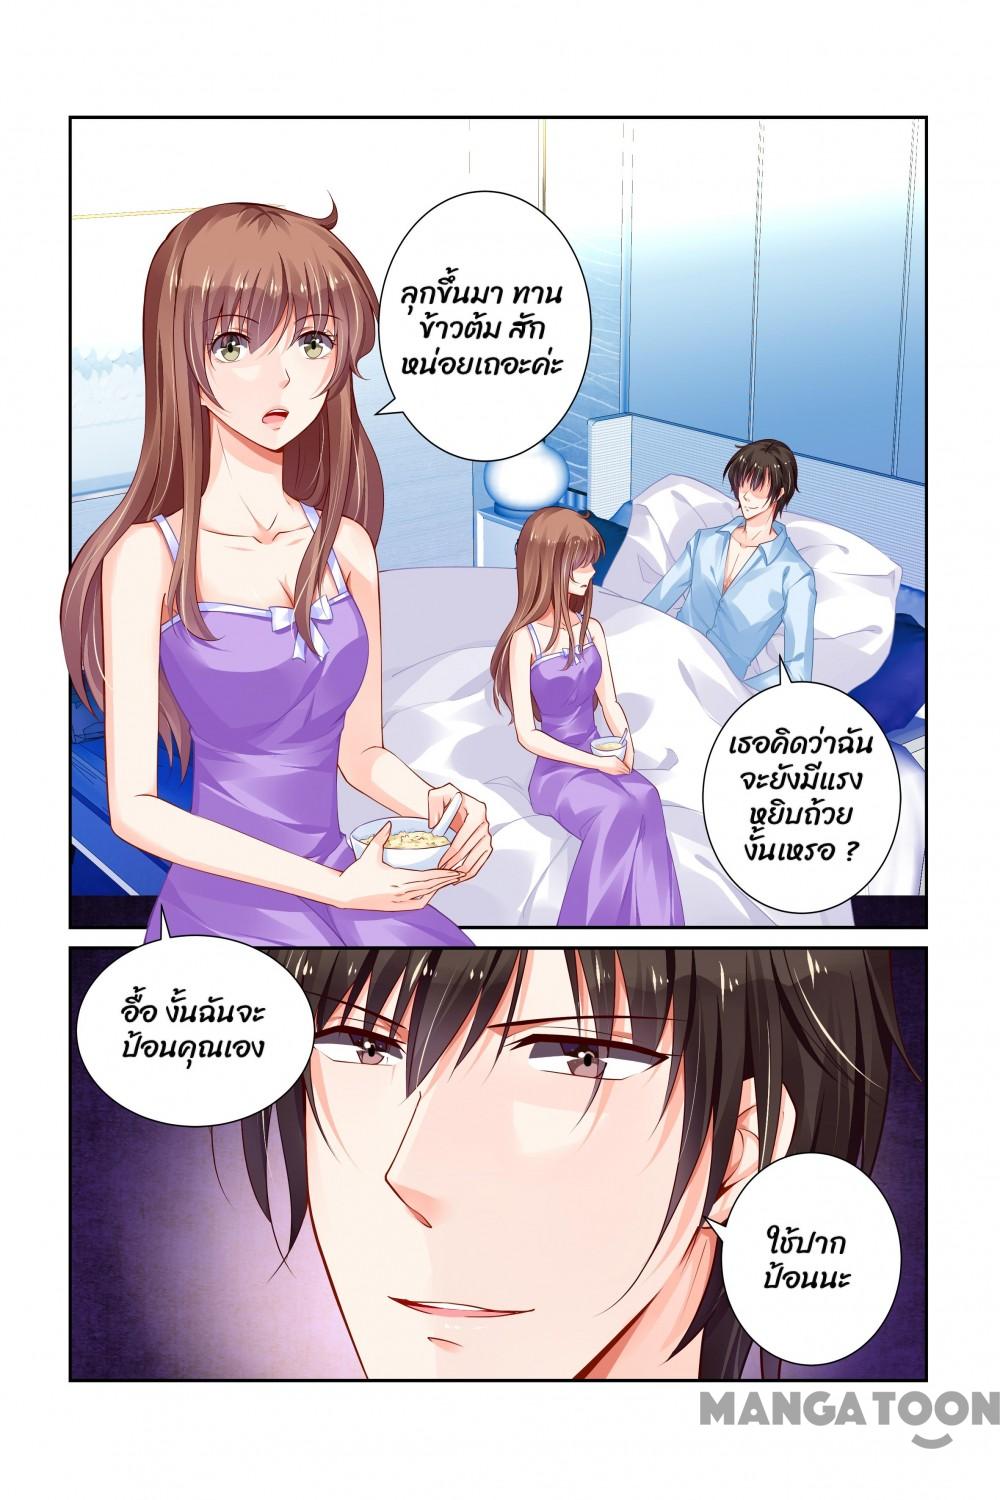 ลุกขึ้นมา ทาน
ข้าวต้ม สัก
หน่อยเถอะค่ะ
เธอคิดว่าฉัน
จะยังมีแรง
หยิบถ้วย
งั้นเหรอ ?
อื้อ งั้นฉันจะ
ป้อนคุณเอง
ใช้ปาก
ป้อนนะ
MANGATOON